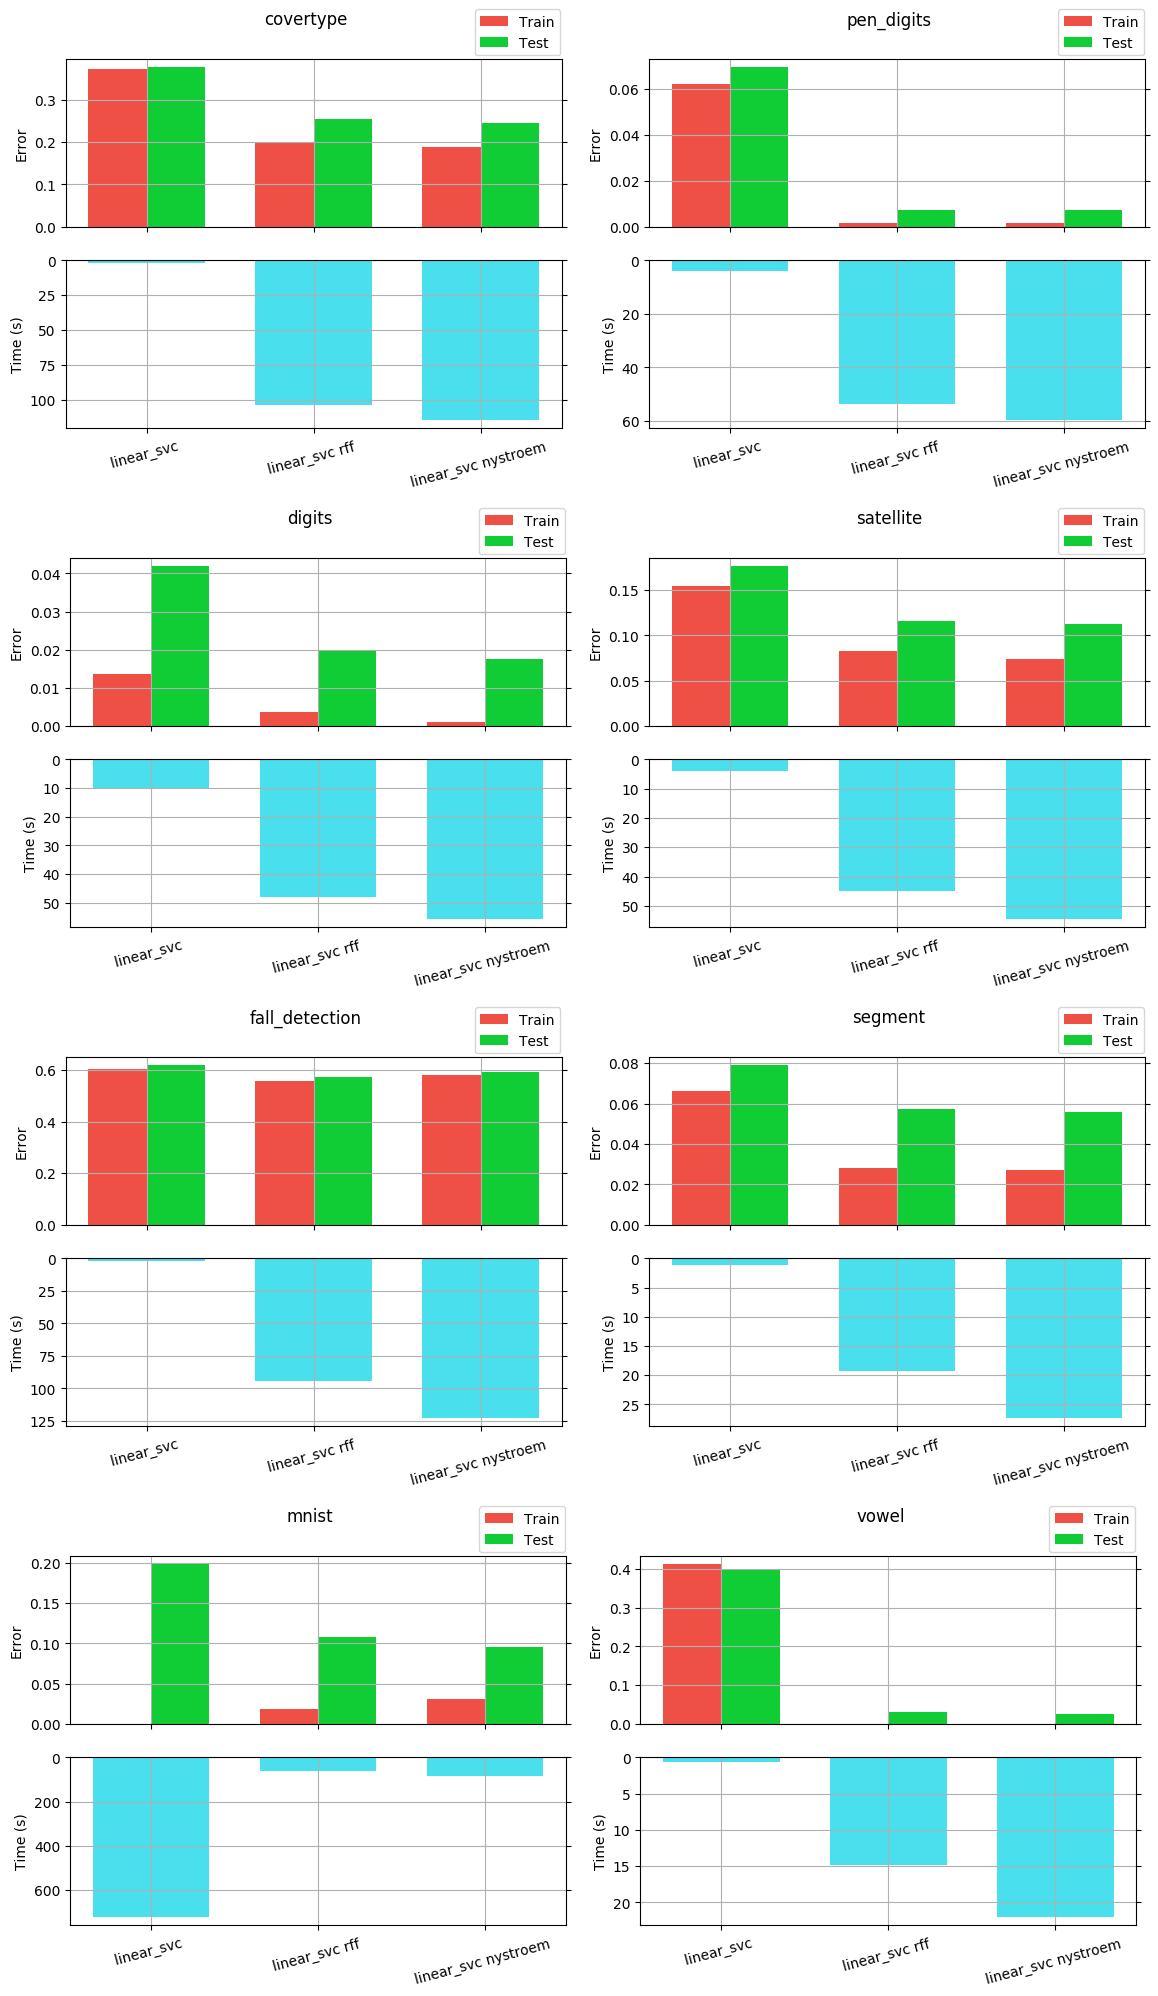 covertype
Train
Test
Error
0.3
0.2
0.1
0.0
Time (s)
0
25
50
75
100
linear_svc
linear_svc rff
linear_svc nystroem
pen_digits
Train
Test
Error
0.06
0.04
0.02
0.00
Time (s)
0
20
40
60
linear_svc
linear_svc rff
linear_svc nystroem
digits
Train
Test
Error
0.04
0.03
0.02
0.01
0.00
Time (s)
0
10
20
30
40
50
linear_svc
linear_svc rff
linear_svc nystroem
satellite
Train
Test
Error
0.15
0.10
0.05
0.00
Time (s)
0
10
20
30
40
50
linear_svc
linear_svc rff
linear_svc nystroem
fall_detection
Train
Test
Error
0.6
0.4
0.2
0.0
Time (s)
0
25
50
75
100
125
linear_svc
linear_svc rff
linear_svc nystroem
segment
Train
Test
Error
0.08
0.06
0.04
0.02
0.00
Time (s)
0
5
10
15
20
25
linear_svc
linear_svc rff
linear_svc nystroem
mnist
Train
Test
Error
0.20
0.15
0.10
0.05
0.00
Time (s)
0
200
400
600
linear_svc
linear_svc rff
linear_svc nystroem
vowel
Train
Test
Error
0.4
0.3
0.2
0.1
0.0
Time (s)
0
5
10
15
20
linear_svc
linear_svc rff
linear_svc nystroem